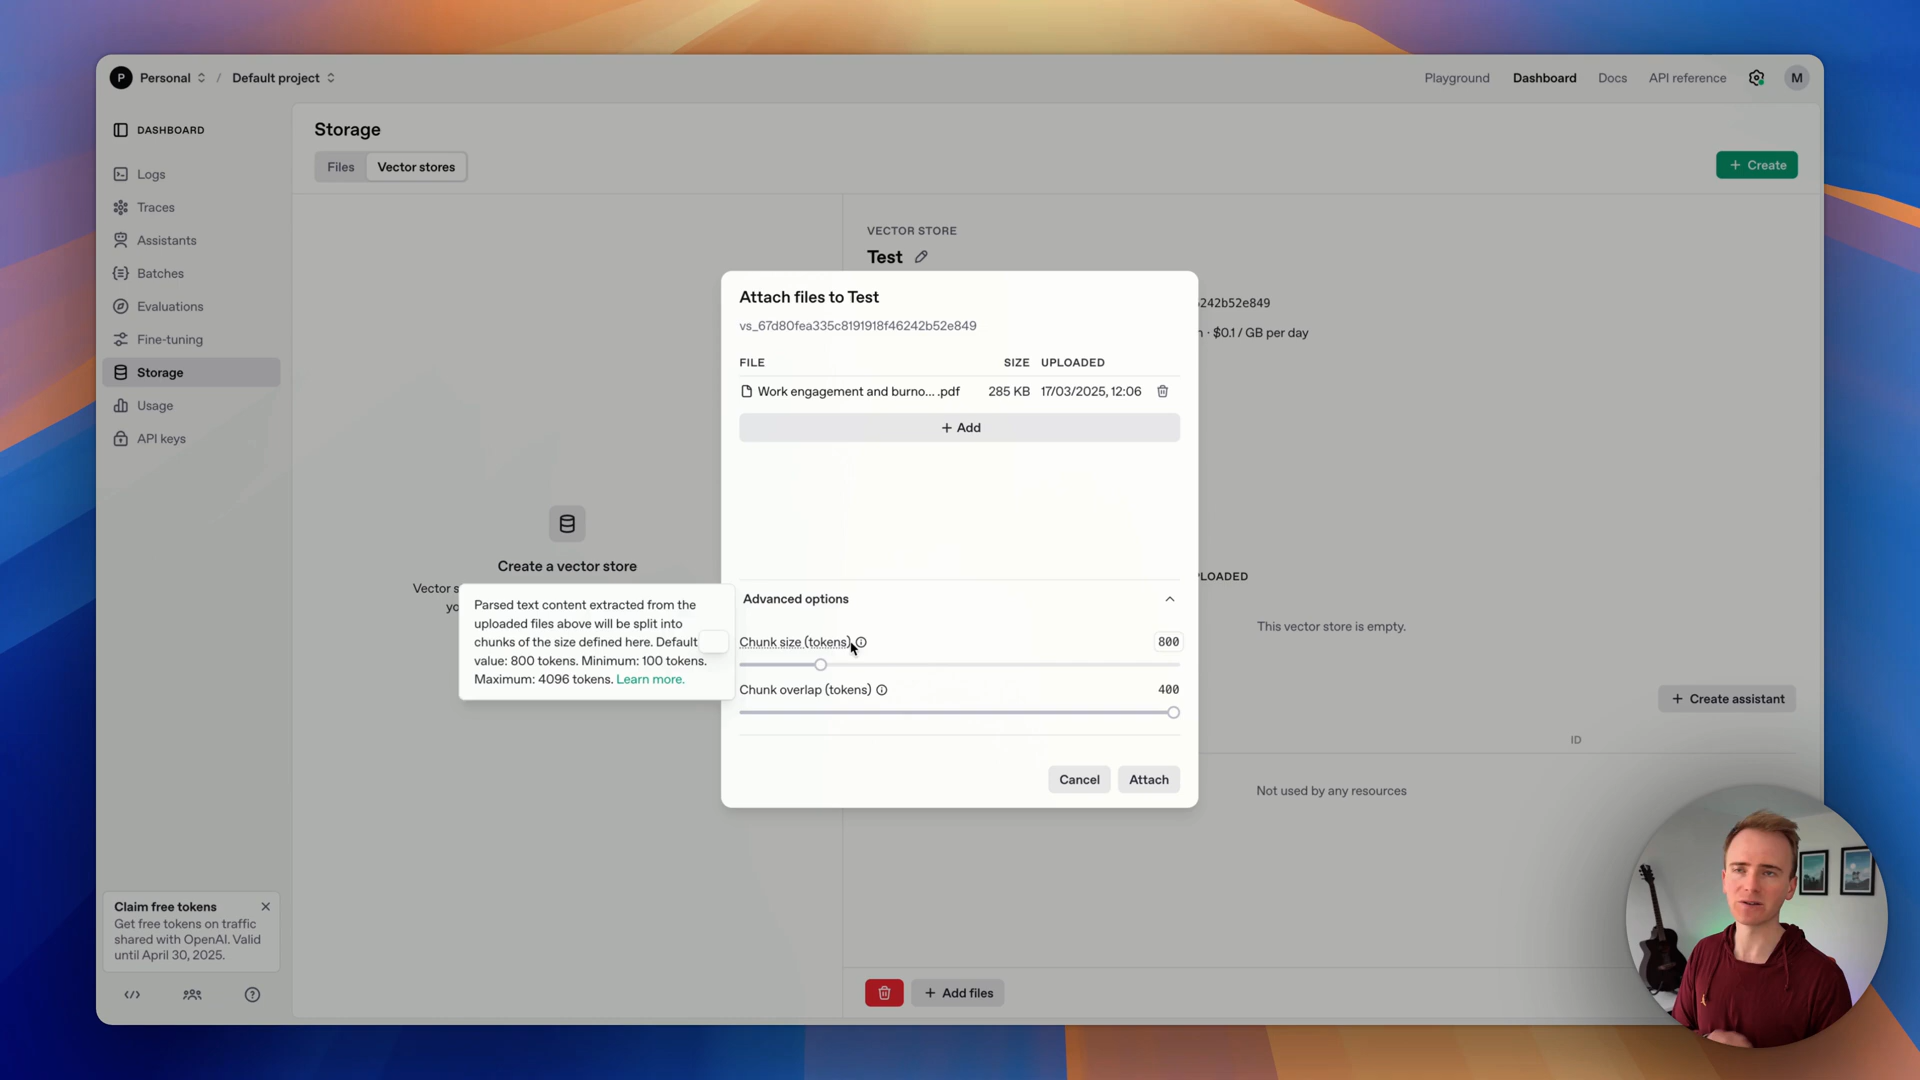 P Personal / Default project
Playground Dashboard Docs API reference M
DASHBOARD
Logs
Traces
Assistants
Batches
Evaluations
Fine-tuning
Storage
Usage
API keys
Claim free tokens
Get free tokens on traffic
shared with OpenAI. Valid
until April 30, 2025.
Storage
Files Vector stores
+ Create
Create a vector store
Vector s
yo
Parsed text content extracted from the
uploaded files above will be split into
chunks of the size defined here. Default
value: 800 tokens. Minimum: 100 tokens.
Maximum: 4096 tokens. Learn more.
VECTOR STORE
Test
242b52e849
· $0.1 / GB per day
LOADED
This vector store is empty.
+ Create assistant
ID
Not used by any resources
+ Add files
Attach files to Test
vs_67d80fea335c8191918f46242b52e849
FILE SIZE UPLOADED
Work engagement and burno... .pdf 285 KB 17/03/2025, 12:06
+ Add
Advanced options
Chunk size (tokens) 800
Chunk overlap (tokens) 400
Cancel Attach